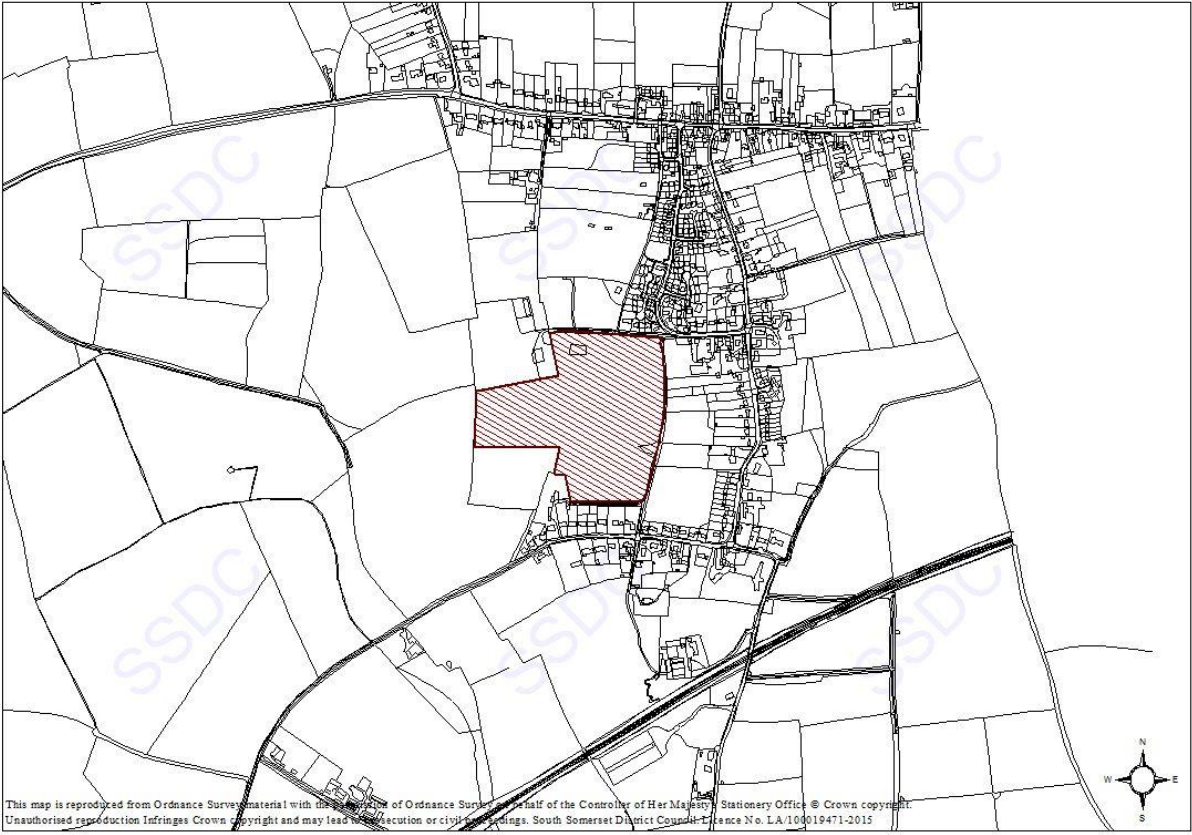 SSDC SSDC SSDC
N
W E
S
SSDC SSDC SSDC
This map is reproduced from Ordnance Survey material with the of Ordnance Survey on behalf of the Controller of Her Majesty's Stationery Office © Crown copyright.
Unauthorised reproduction Infringes Crown copyright and may lead to prosecution or civil proceedings. South Somerset District Council. Licence No. LA/100019471-2015